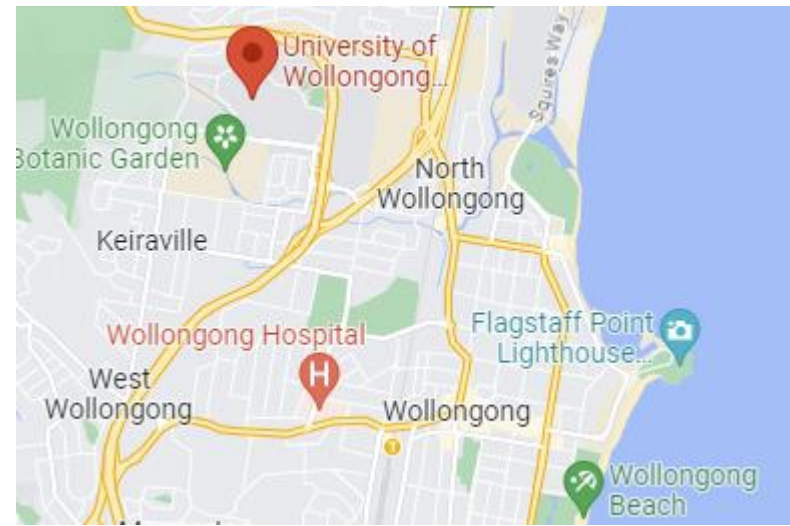 University of
Wollongong...
Squires Way
Wollongong
Botanic Garden
North
Wollongong
Keiraville
Flagstaff Point
Lighthouse...
Wollongong Hospital
H
West
Wollongong
Wollongong
T
Wollongong
Beach